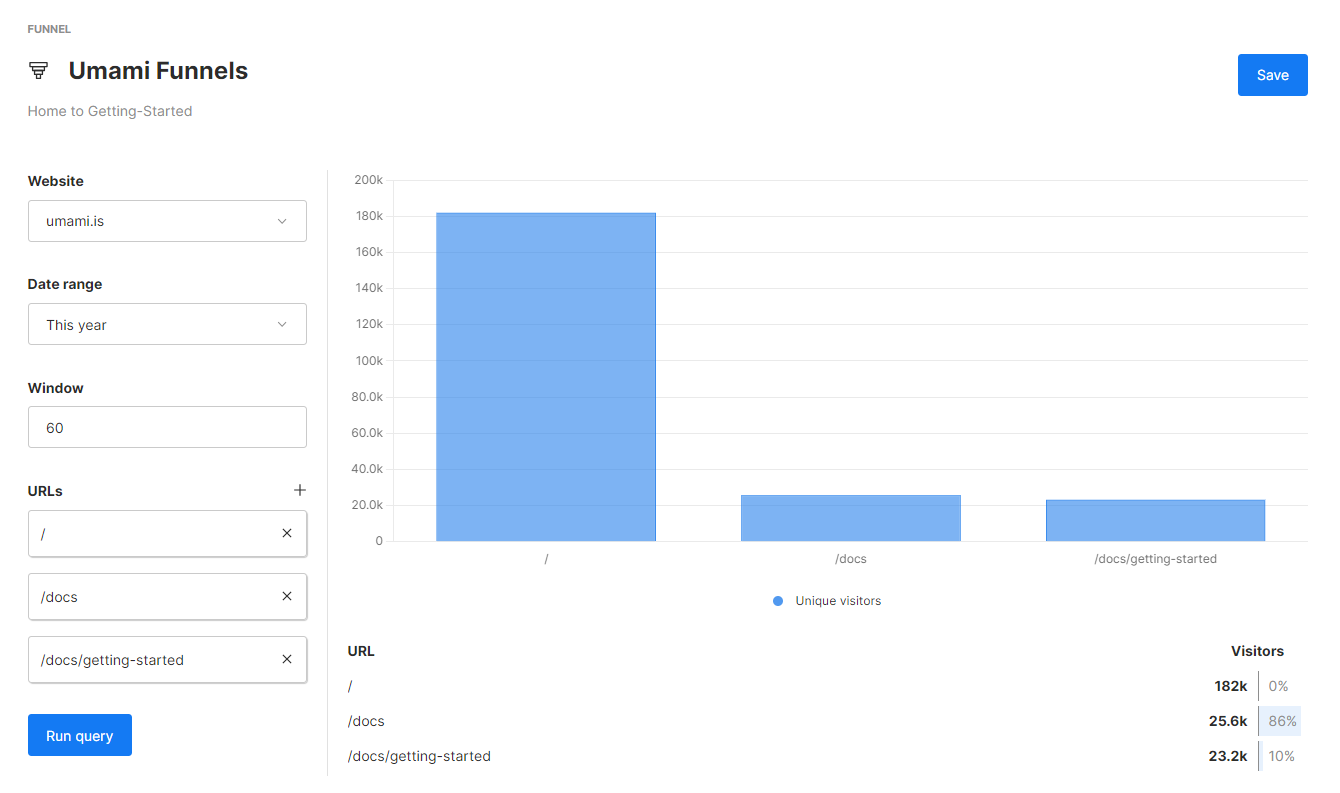 FUNNEL
Umami Funnels
Save
Home to Getting-Started
Website
umami.is
Date range
This year
Window
60
URLs
/
/docs
/docs/getting-started
Run query
200k
180k
160k
140k
120k
100k
80.0k
60.0k
40.0k
20.0k
0
/ /docs /docs/getting-started
Unique visitors
URL Visitors
/ 182k 0%
/docs 25.6k 86%
/docs/getting-started 23.2k 10%